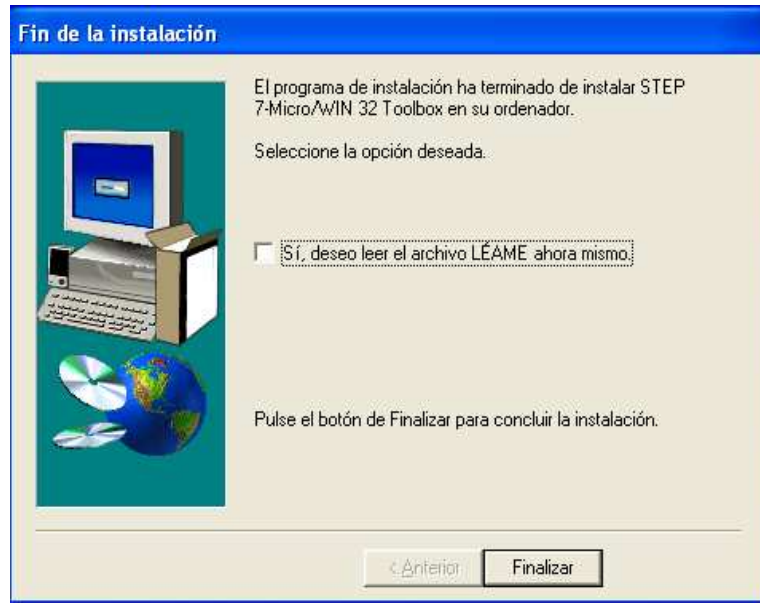 Fin de la instalación
El programa de instalación ha terminado de instalar STEP
7-Micro/WIN 32 Toolbox en su ordenador.
Seleccione la opción deseada.
Sí, deseo leer el archivo LÉAME ahora mismo.
Pulse el botón de Finalizar para concluir la instalación.
< Anterior
Finalizar